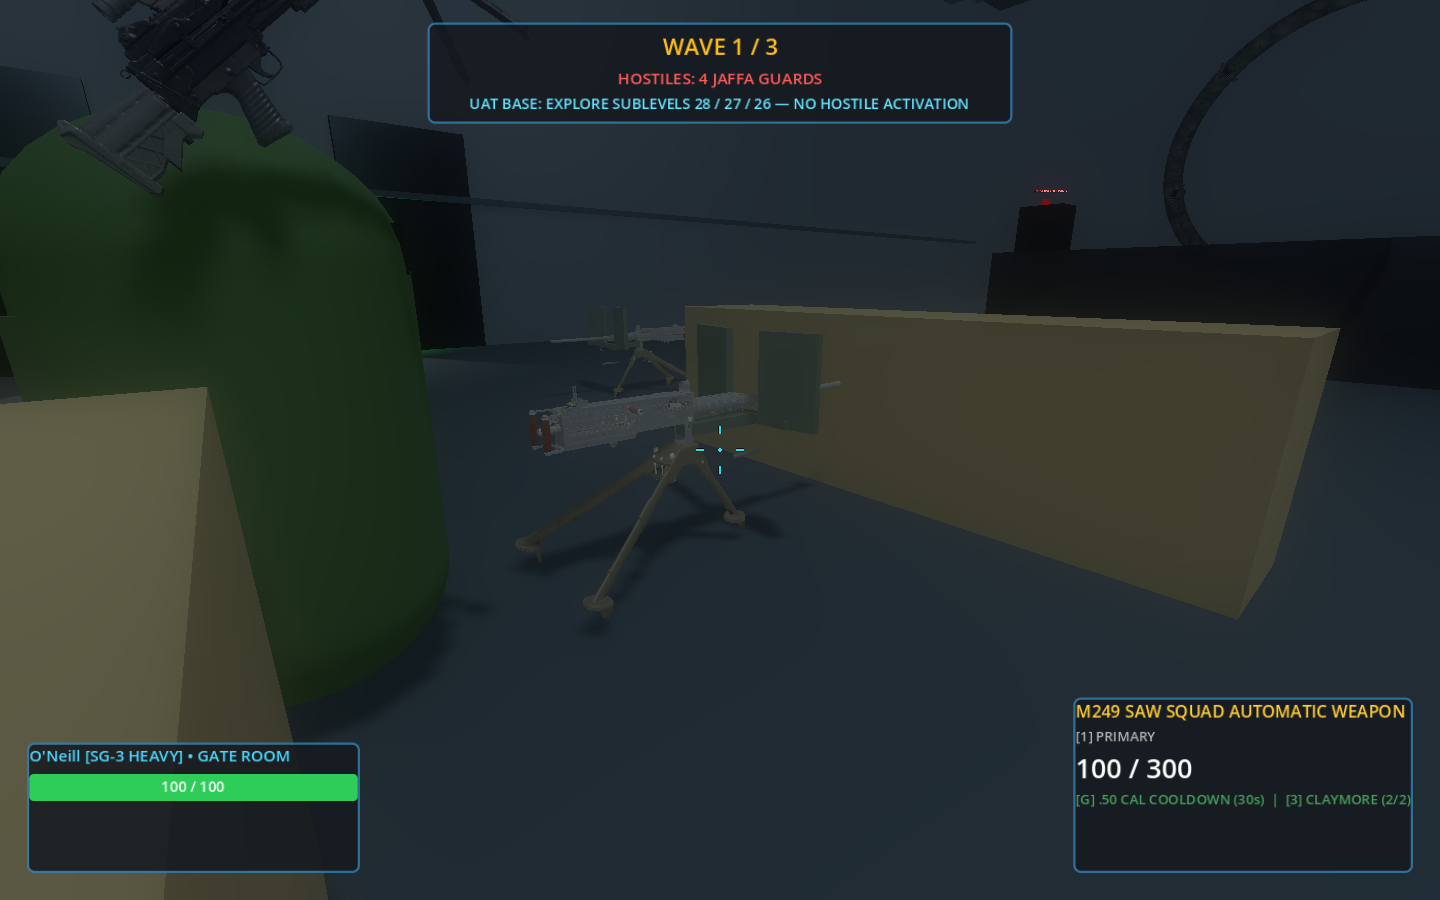 WAVE 1 / 3
HOSTILES: 4 JAFFA GUARDS
UAT BASE: EXPLORE SUBLEVELS 28 / 27 / 26 — NO HOSTILE ACTIVATION
M249 SAW SQUAD AUTOMATIC WEAPON
[1] PRIMARY
100 / 300
[G] .50 CAL COOLDOWN (30s) | [3] CLAYMORE (2/2)
O'Neill [SG-3 HEAVY] • GATE ROOM
100 / 100